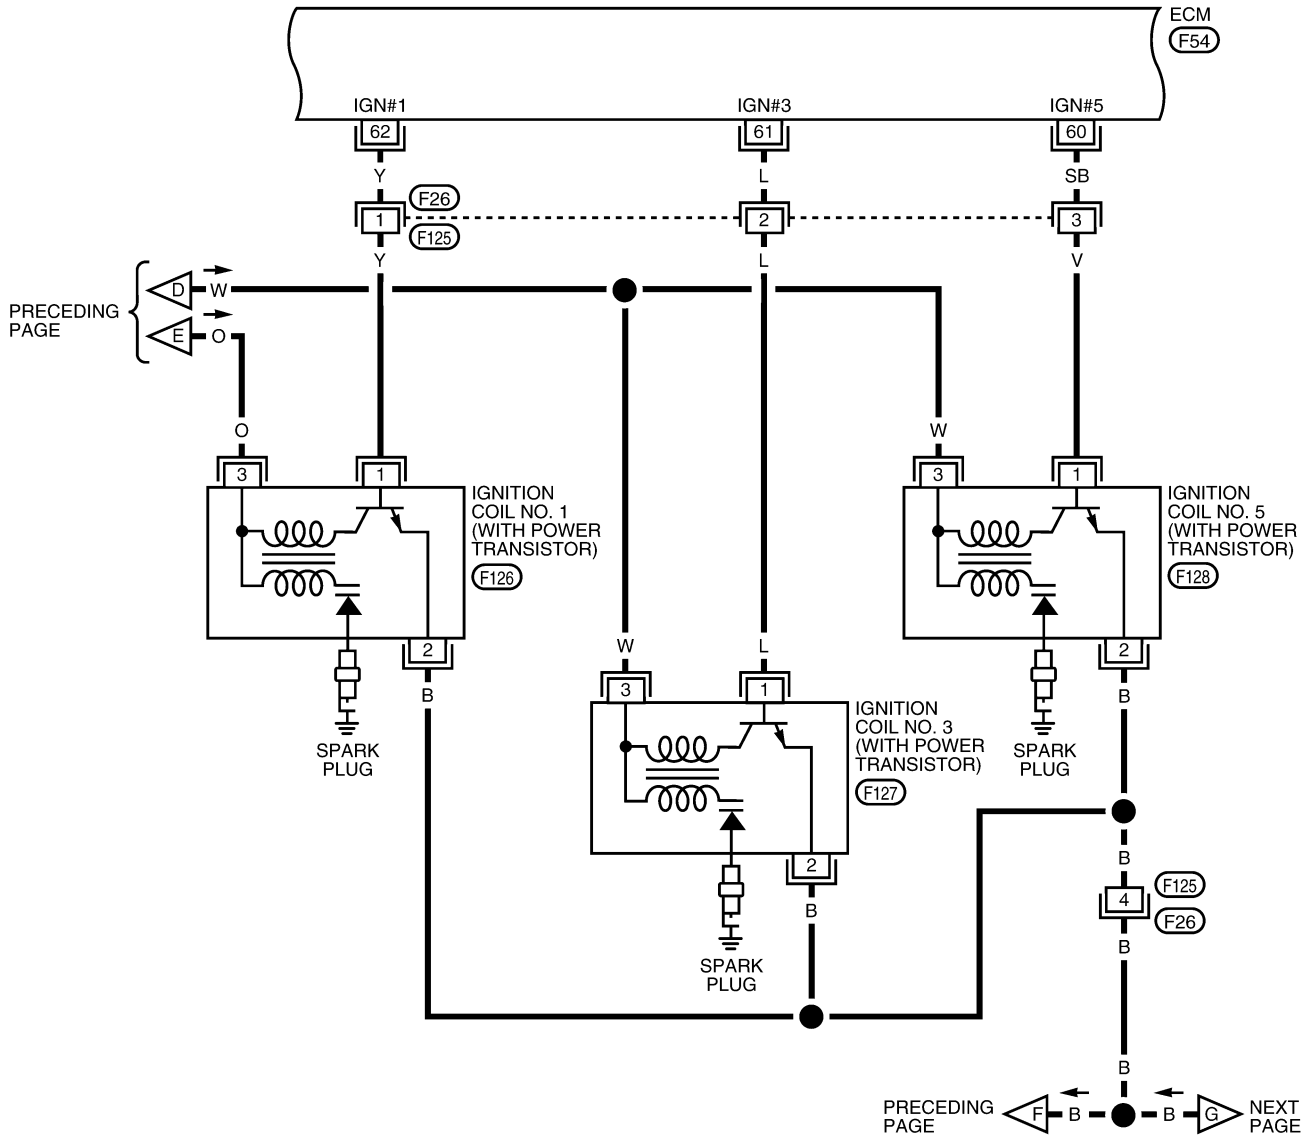 ECM
F54
IGN#1
IGN#3
IGN#5
62
61
60
Y
L
SB
F26
1
2
3
F125
Y
L
V
PRECEDING
PAGE
D
W
E
O
O
W
3
1
3
1
IGNITION
COIL NO. 1
(WITH POWER
TRANSISTOR)
F126
IGNITION
COIL NO. 5
(WITH POWER
TRANSISTOR)
F128
W
L
2
2
B
B
3
1
SPARK
PLUG
IGNITION
COIL NO. 3
(WITH POWER
TRANSISTOR)
F127
SPARK
PLUG
2
B
B
4
F125
F26
B
SPARK
PLUG
B
PRECEDING
PAGE
F
B
B
G
NEXT
PAGE